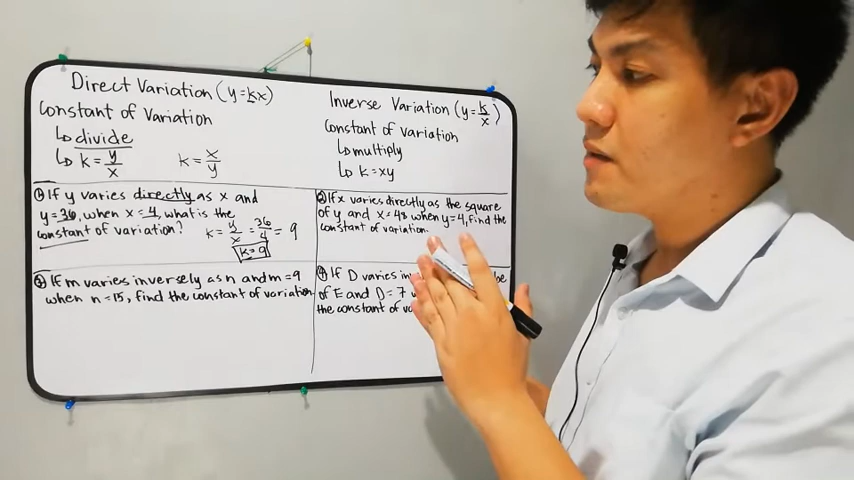 Direct Variation (y=kx)
Constant of Variation
↳ divide
↳ k = y/x
k = x/y
Inverse Variation (y = k/x)
Constant of Variation
↳ multiply
↳ k = xy
① If y varies directly as x and
y = 36, when x = 4, what is the
constant of variation?
k = y/x = 36/4 = 9
k = 9
② If x varies directly as the square
of y and x = 48 when y = 4, find the
constant of variation.
③ If m varies inversely as n and m = 9
when n = 15, find the constant of variation
④ If D varies
of E and D = 7
the constant of